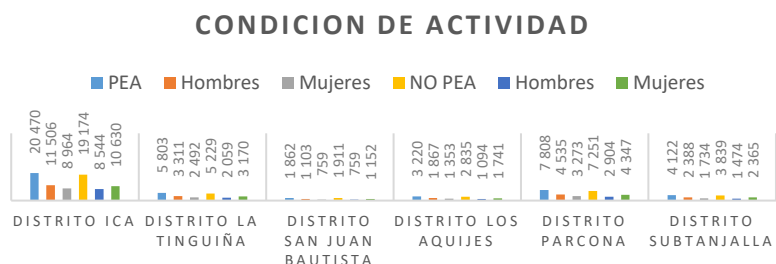 CONDICION DE ACTIVIDAD
PEA Hombres Mujeres NO PEA Hombres Mujeres
20 470 11 506 8 964 19 174 8 544 10 630
5 803 3 311 2 492 5 229 2 059 3 170
1 862 1 103 759 1 911 759 1 152
3 220 1 867 1 353 2 835 1 094 1 741
7 808 4 535 3 273 7 251 2 904 4 347
4 122 2 388 1 734 3 839 1 474 2 365
DISTRITO ICA
DISTRITO LA
TINGUIÑA
DISTRITO
SAN JUAN
BAUTISTA
DISTRITO LOS
AQUIJES
DISTRITO
PARCONA
DISTRITO
SUBTANJALLA